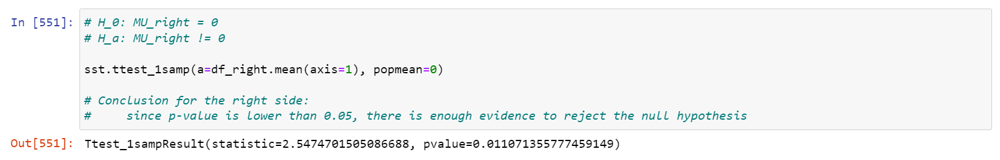 In [551]: # H_0: MU_right = 0
# H_a: MU_right != 0
sst.ttest_1samp(a=df_right.mean(axis=1), popmean=0)
# Conclusion for the right side:
#     since p-value is lower than 0.05, there is enough evidence to reject the null hypothesis
Out[551]: Ttest_1sampResult(statistic=2.5474701505086688, pvalue=0.011071355777459149)